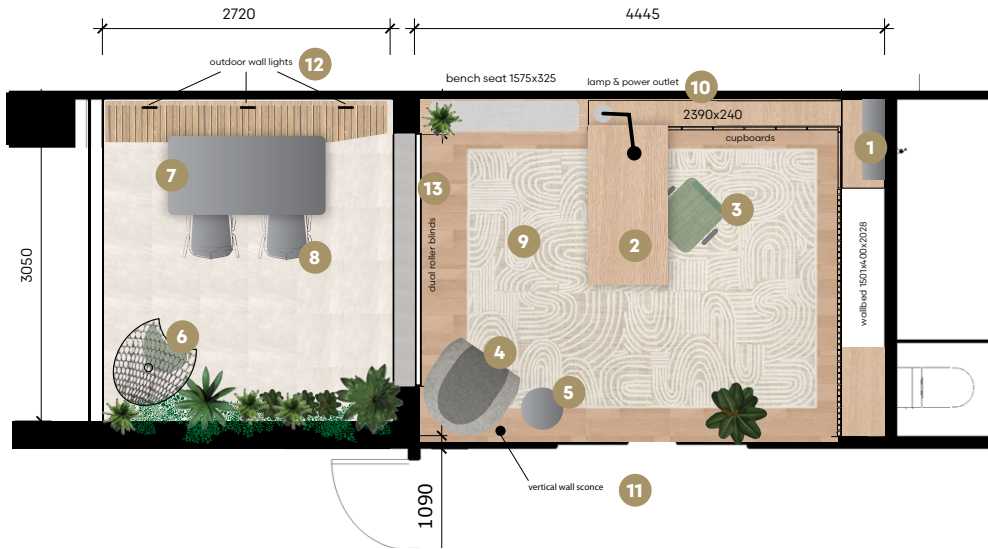 2720
4445
outdoor wall lights
12
bench seat 1575x325
lamp & power outlet
10
2390x240
cupboards
1
7
13
3
8
9
2
3050
dual roller blinds
wallbed 1501x400x2028
6
4
5
vertical wall sconce
11
1090